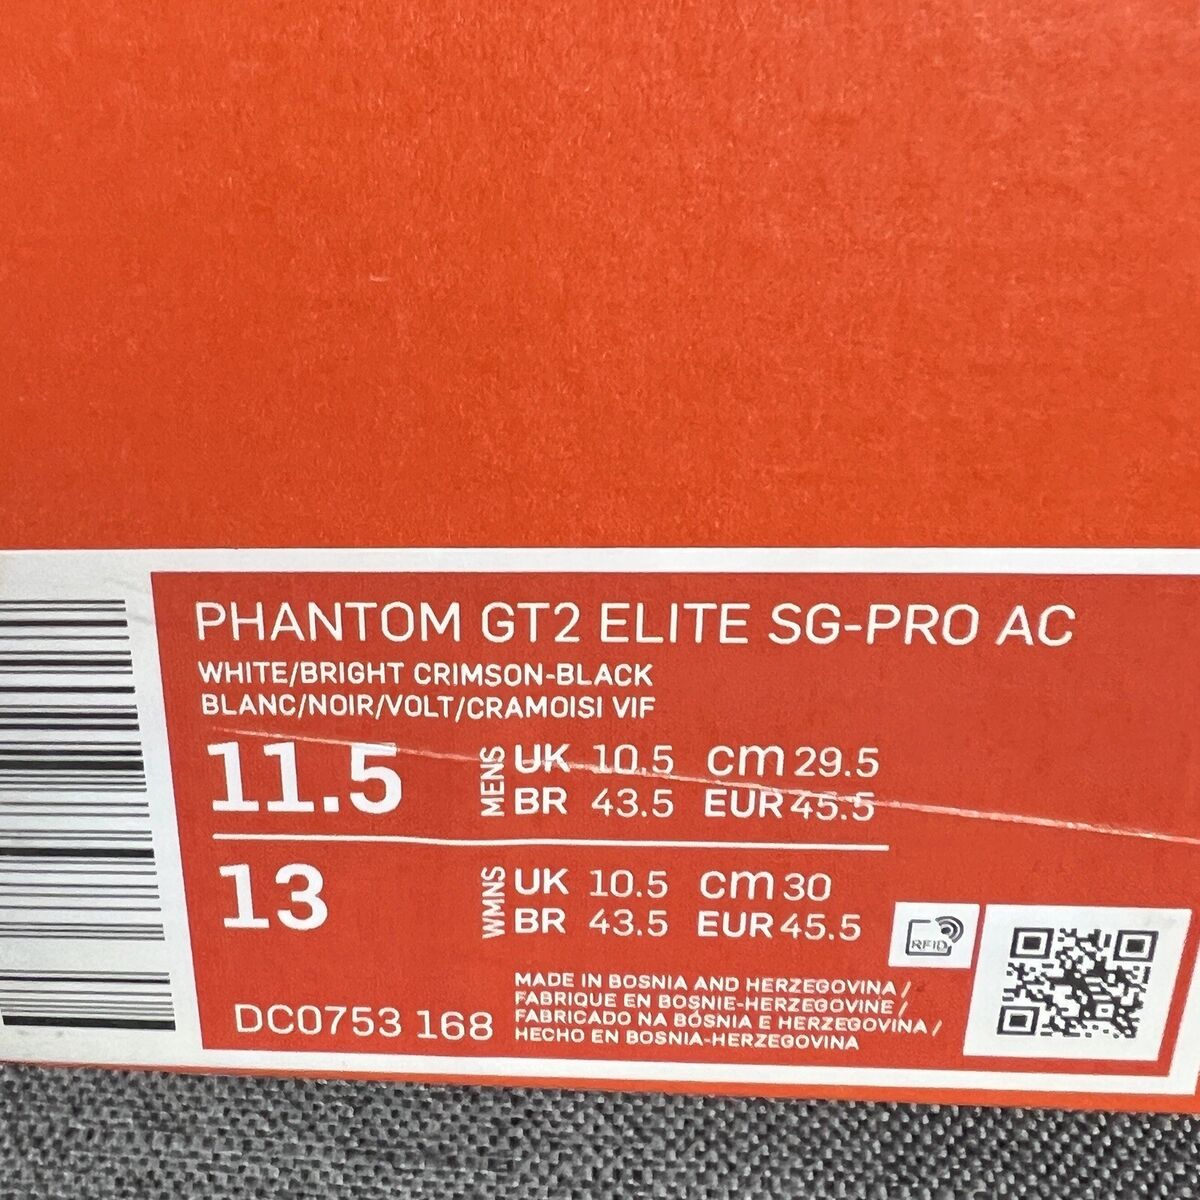 PHANTOM GT2 ELITE SG-PRO AC
WHITE/BRIGHT CRIMSON-BLACK
BLANC/NOIR/VOLT/CRAMOISI VIF
11.5 MENS UK 10.5 cm 29.5
BR 43.5 EUR 45.5
13 WMNS UK 10.5 cm 30
BR 43.5 EUR 45.5
RFID
MADE IN BOSNIA AND HERZEGOVINA /
FABRIQUE EN BOSNIE-HERZEGOVINE /
FABRICADO NA BÓSNIA E HERZEGOVINA /
HECHO EN BOSNIA-HERZEGOVINA
DC0753 168